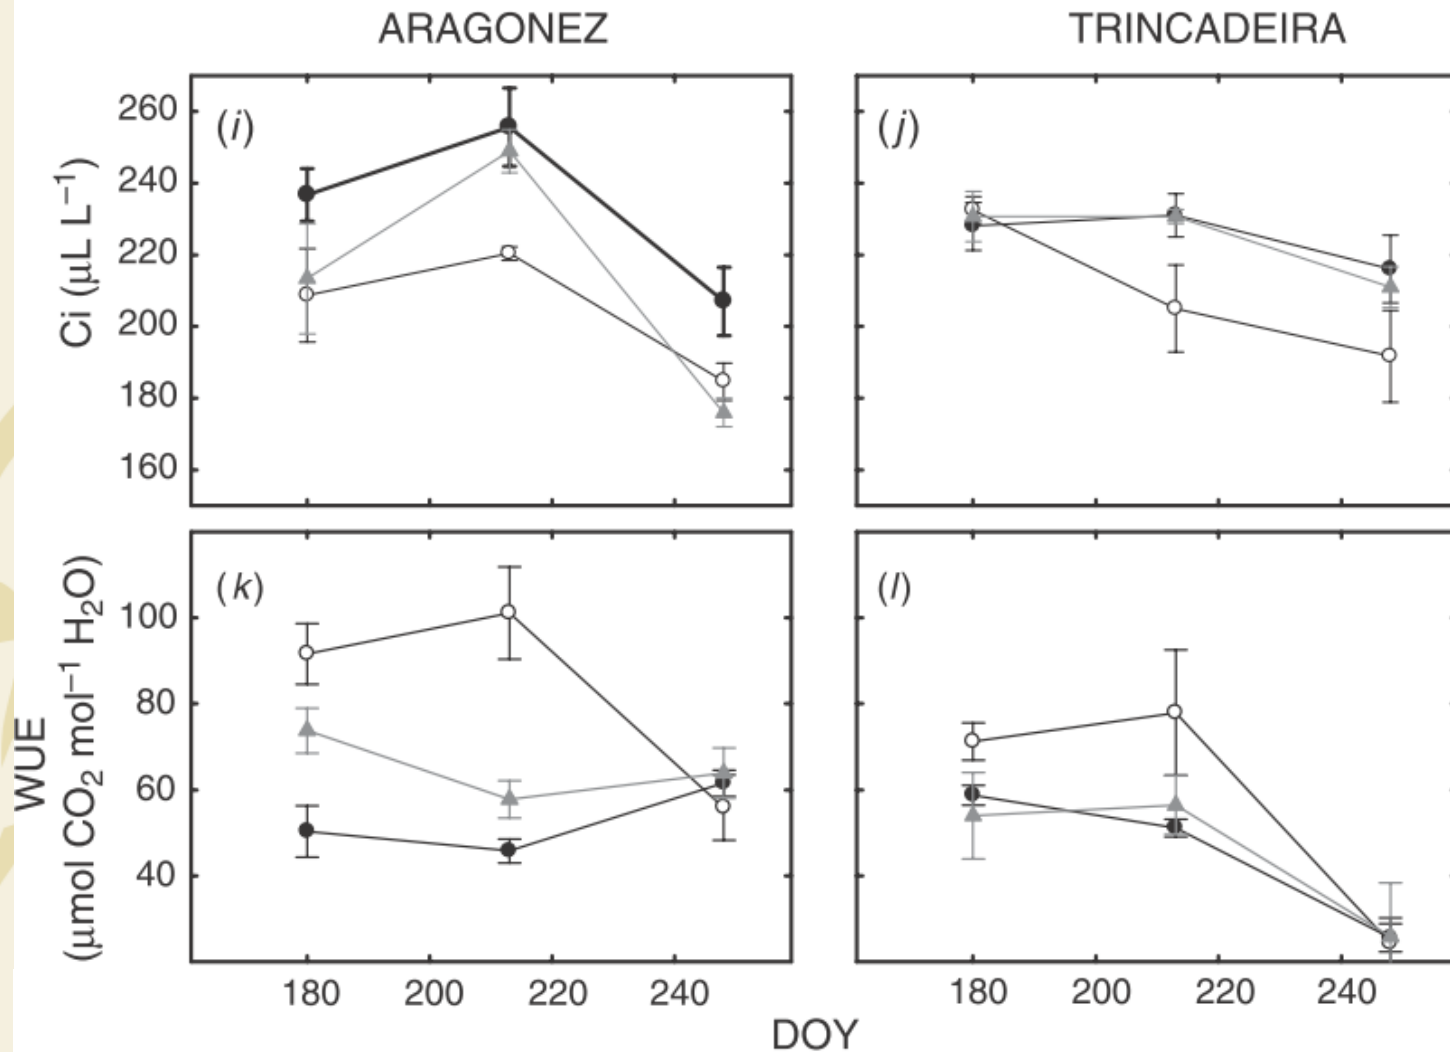 ARAGONEZ
TRINCADEIRA
(i)
(j)
260
240
220
200
180
160
Ci (μL L⁻¹)
(k)
(l)
100
80
60
40
WUE
(μmol CO₂ mol⁻¹ H₂O)
180 200 220 240
180 200 220 240
DOY